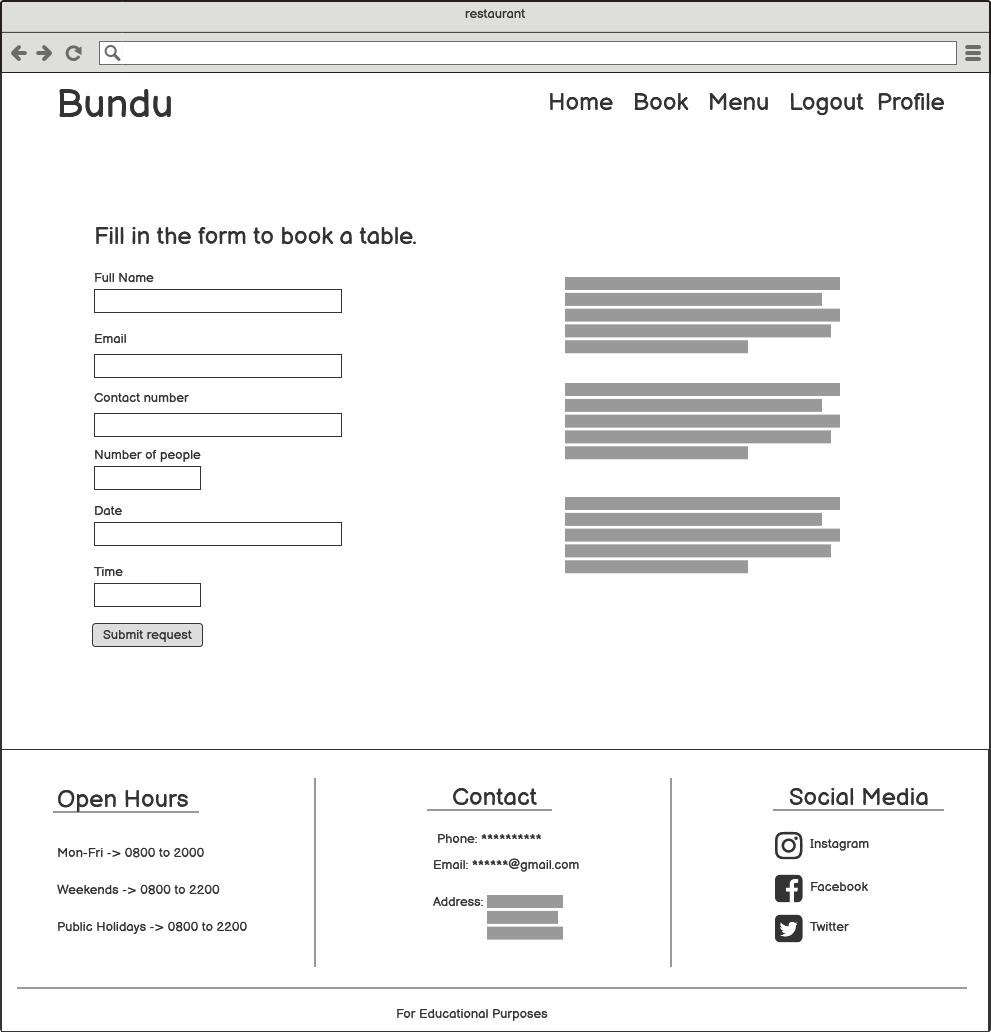 restaurant
Bundu
Home Book Menu Logout Profile
Fill in the form to book a table.
Full Name
Email
Contact number
Number of people
Date
Time
Submit request
Open Hours
Mon-Fri -> 0800 to 2000
Weekends -> 0800 to 2200
Public Holidays -> 0800 to 2200
Contact
Phone: **********
Email: ******@gmail.com
Address:
Social Media
Instagram
Facebook
Twitter
For Educational Purposes